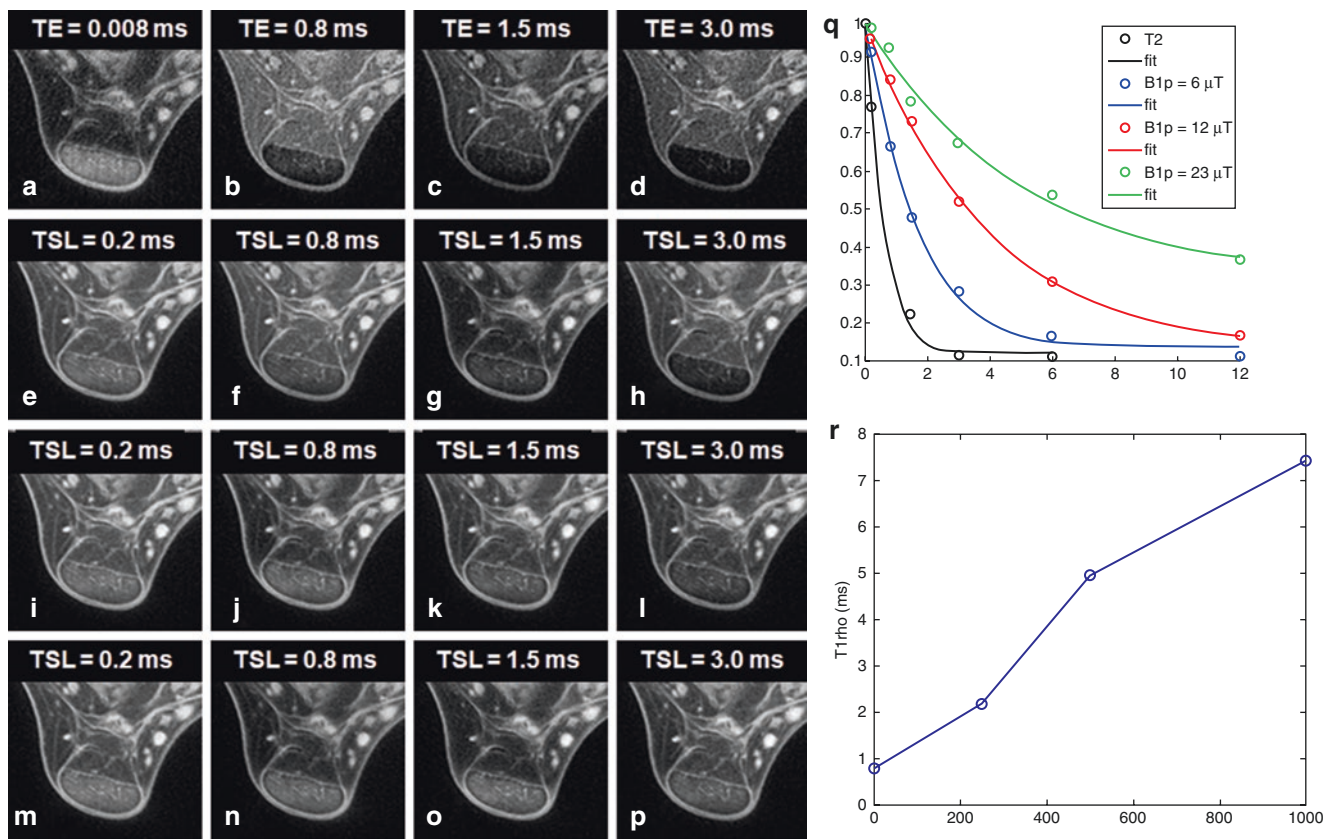 TE = 0.008 ms
TE = 0.8 ms
TE = 1.5 ms
TE = 3.0 ms
a
b
c
d
TSL = 0.2 ms
TSL = 0.8 ms
TSL = 1.5 ms
TSL = 3.0 ms
e
f
g
h
TSL = 0.2 ms
TSL = 0.8 ms
TSL = 1.5 ms
TSL = 3.0 ms
i
j
k
l
TSL = 0.2 ms
TSL = 0.8 ms
TSL = 1.5 ms
TSL = 3.0 ms
m
n
o
p
q
1
0.9
0.8
0.7
0.6
0.5
0.4
0.3
0.2
0.1
0 2 4 6 8 10 12
T2
fit
B1p = 6 µT
fit
B1p = 12 µT
fit
B1p = 23 µT
fit
r
T1rho (ms)
8
7
6
5
4
3
2
1
0
0 200 400 600 800 1000